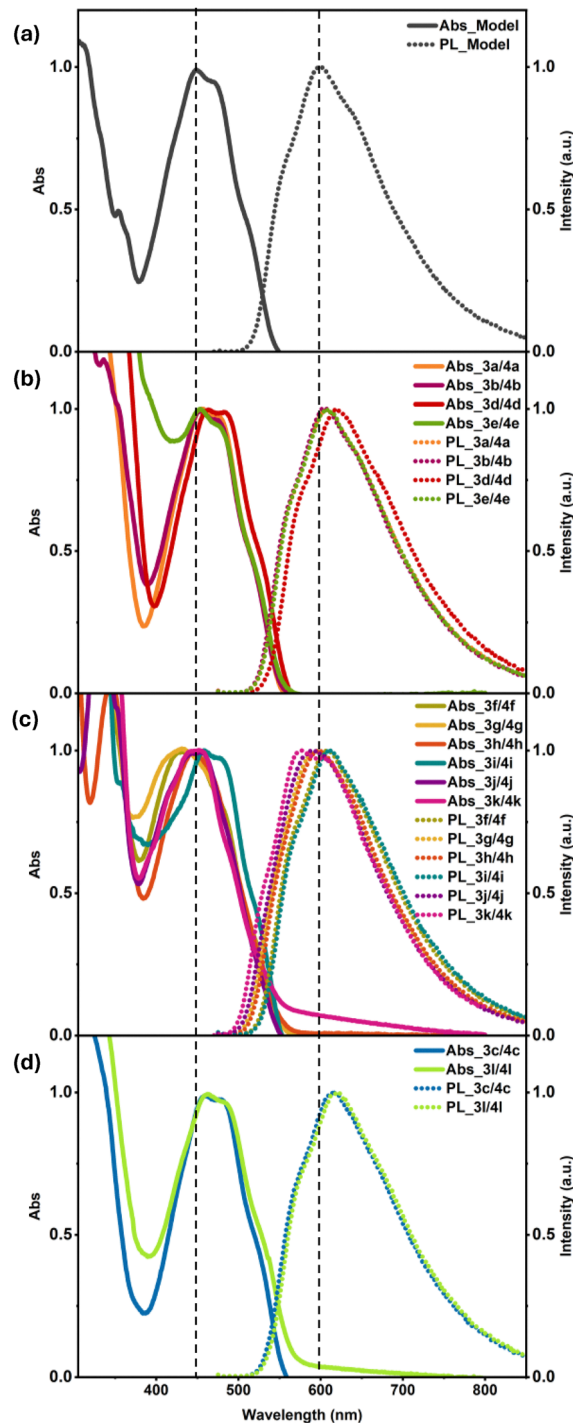 (a)
Abs_Model
PL_Model
1.0
0.5
0.0
Abs
1.0
0.5
0.0
Intensity (a.u.)
(b)
Abs_3a/4a
Abs_3b/4b
Abs_3d/4d
Abs_3e/4e
PL_3a/4a
PL_3b/4b
PL_3d/4d
PL_3e/4e
1.0
0.5
0.0
Abs
1.0
0.5
0.0
Intensity (a.u.)
(c)
Abs_3f/4f
Abs_3g/4g
Abs_3h/4h
Abs_3i/4i
Abs_3j/4j
Abs_3k/4k
PL_3f/4f
PL_3g/4g
PL_3h/4h
PL_3i/4i
PL_3j/4j
PL_3k/4k
1.0
0.5
0.0
Abs
1.0
0.5
0.0
Intensity (a.u.)
(d)
Abs_3c/4c
Abs_3l/4l
PL_3c/4c
PL_3l/4l
1.0
0.5
0.0
Abs
1.0
0.5
0.0
Intensity (a.u.)
400 500 600 700 800
Wavelength (nm)